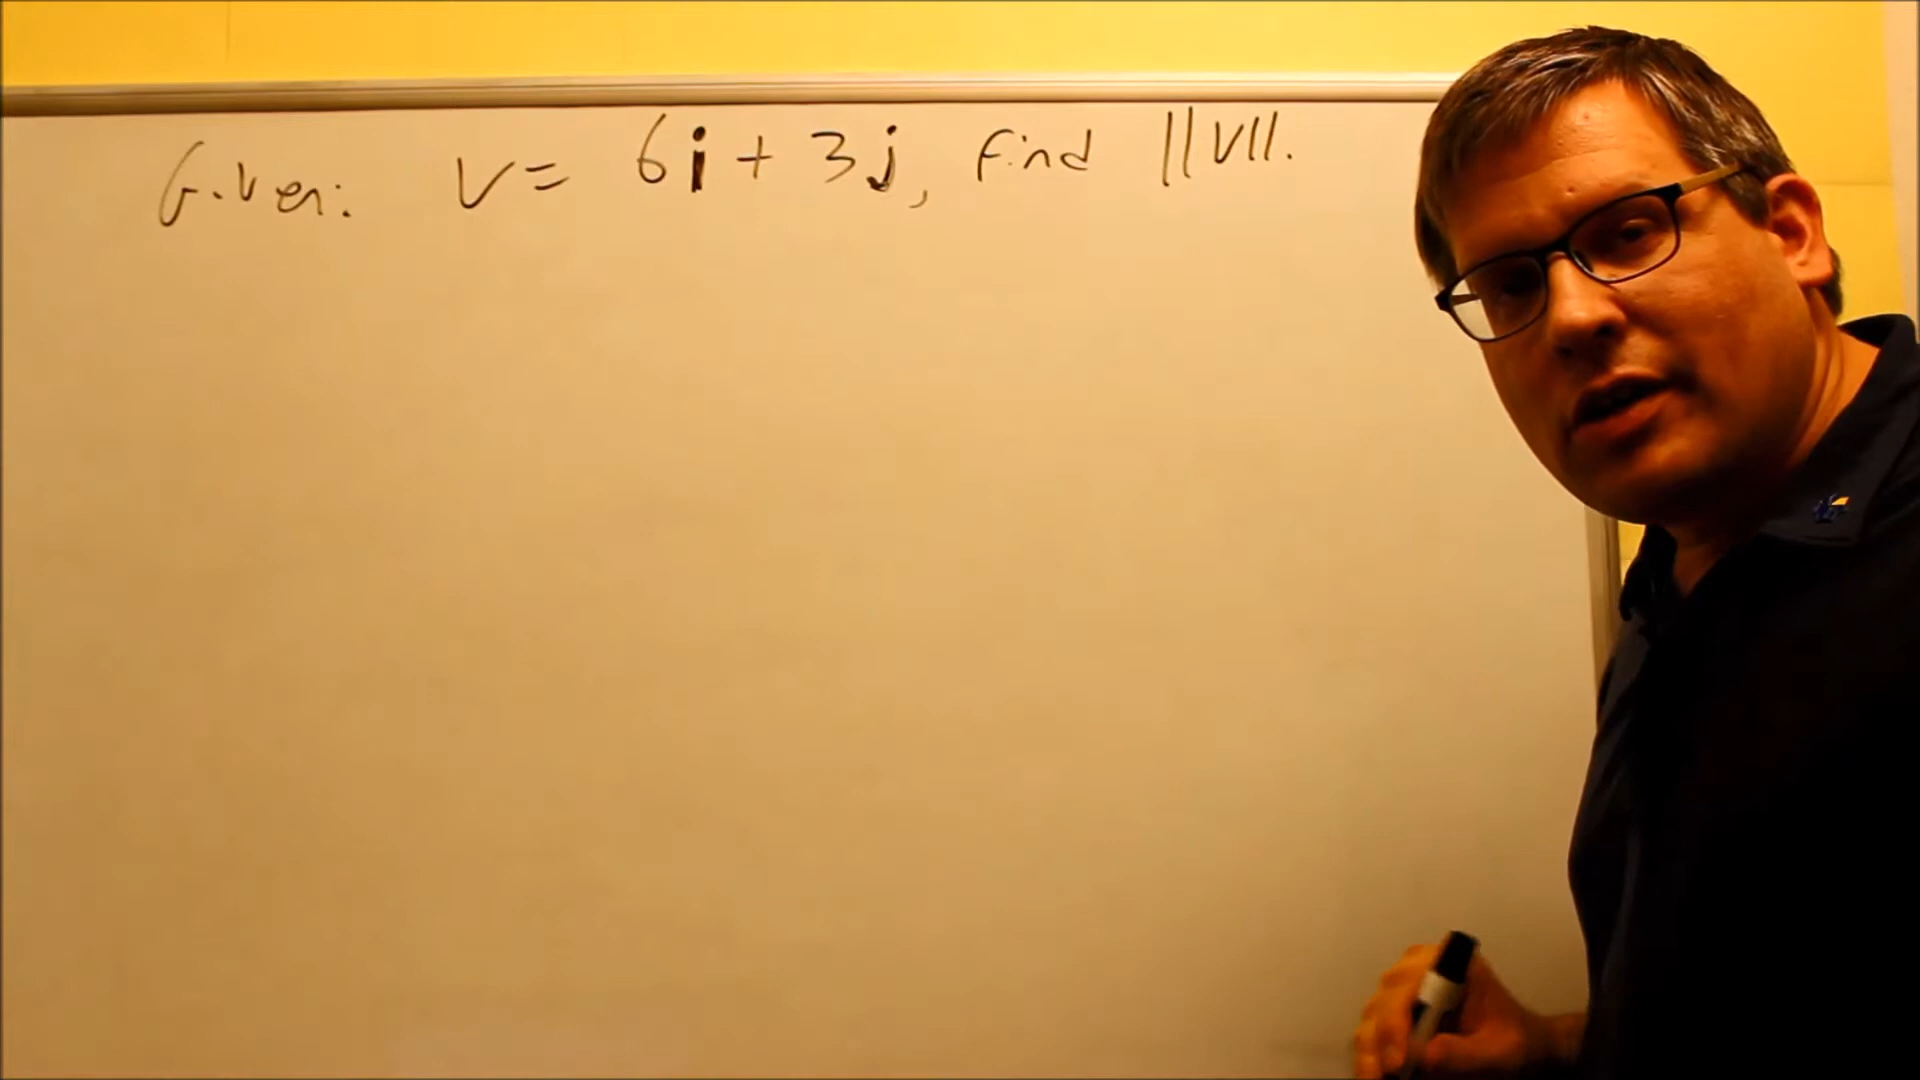 Given: V = 6i + 3j, find ||V||.